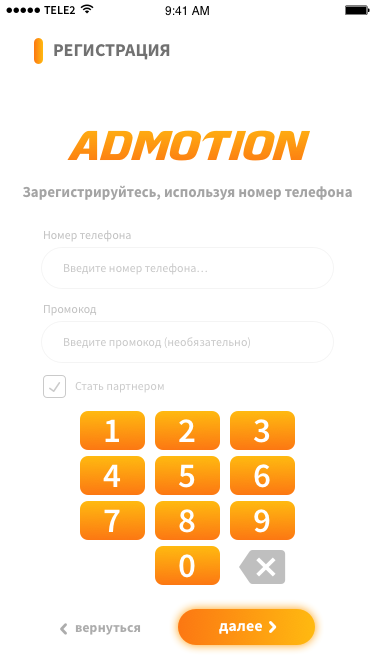 TELE2 9:41 AM
РЕГИСТРАЦИЯ
ADMOTION
Зарегистрируйтесь, используя номер телефона
Номер телефона
Введите номер телефона...
Промокод
Введите промокод (необязательно)
Стать партнером
1 2 3
4 5 6
7 8 9
0
вернуться далее